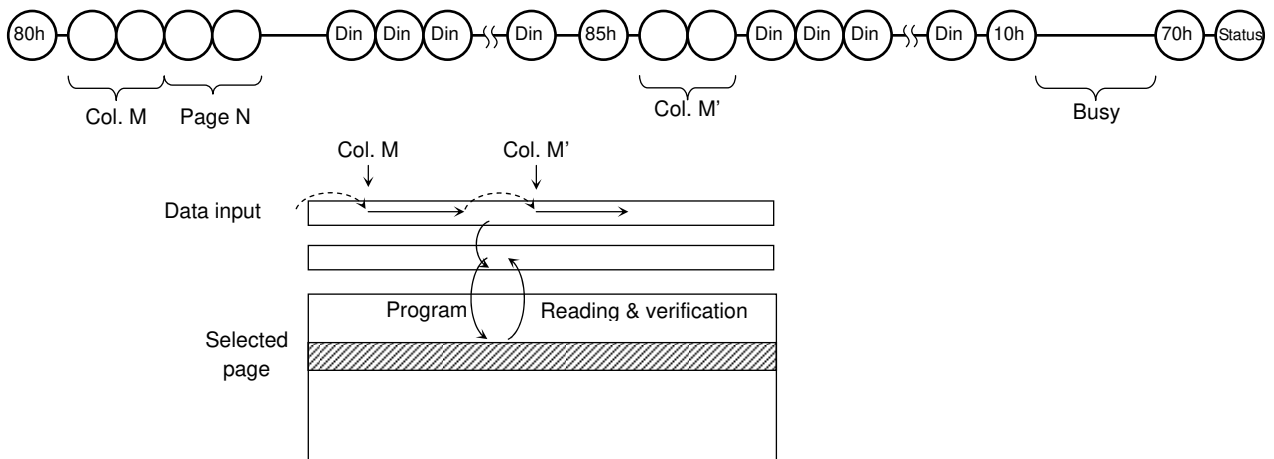 80h Din Din Din Din 85h Din Din Din Din 10h 70h Status
Col. M Page N Col. M' Busy
Col. M Col. M'
Data input
Program Reading & verification
Selected
page